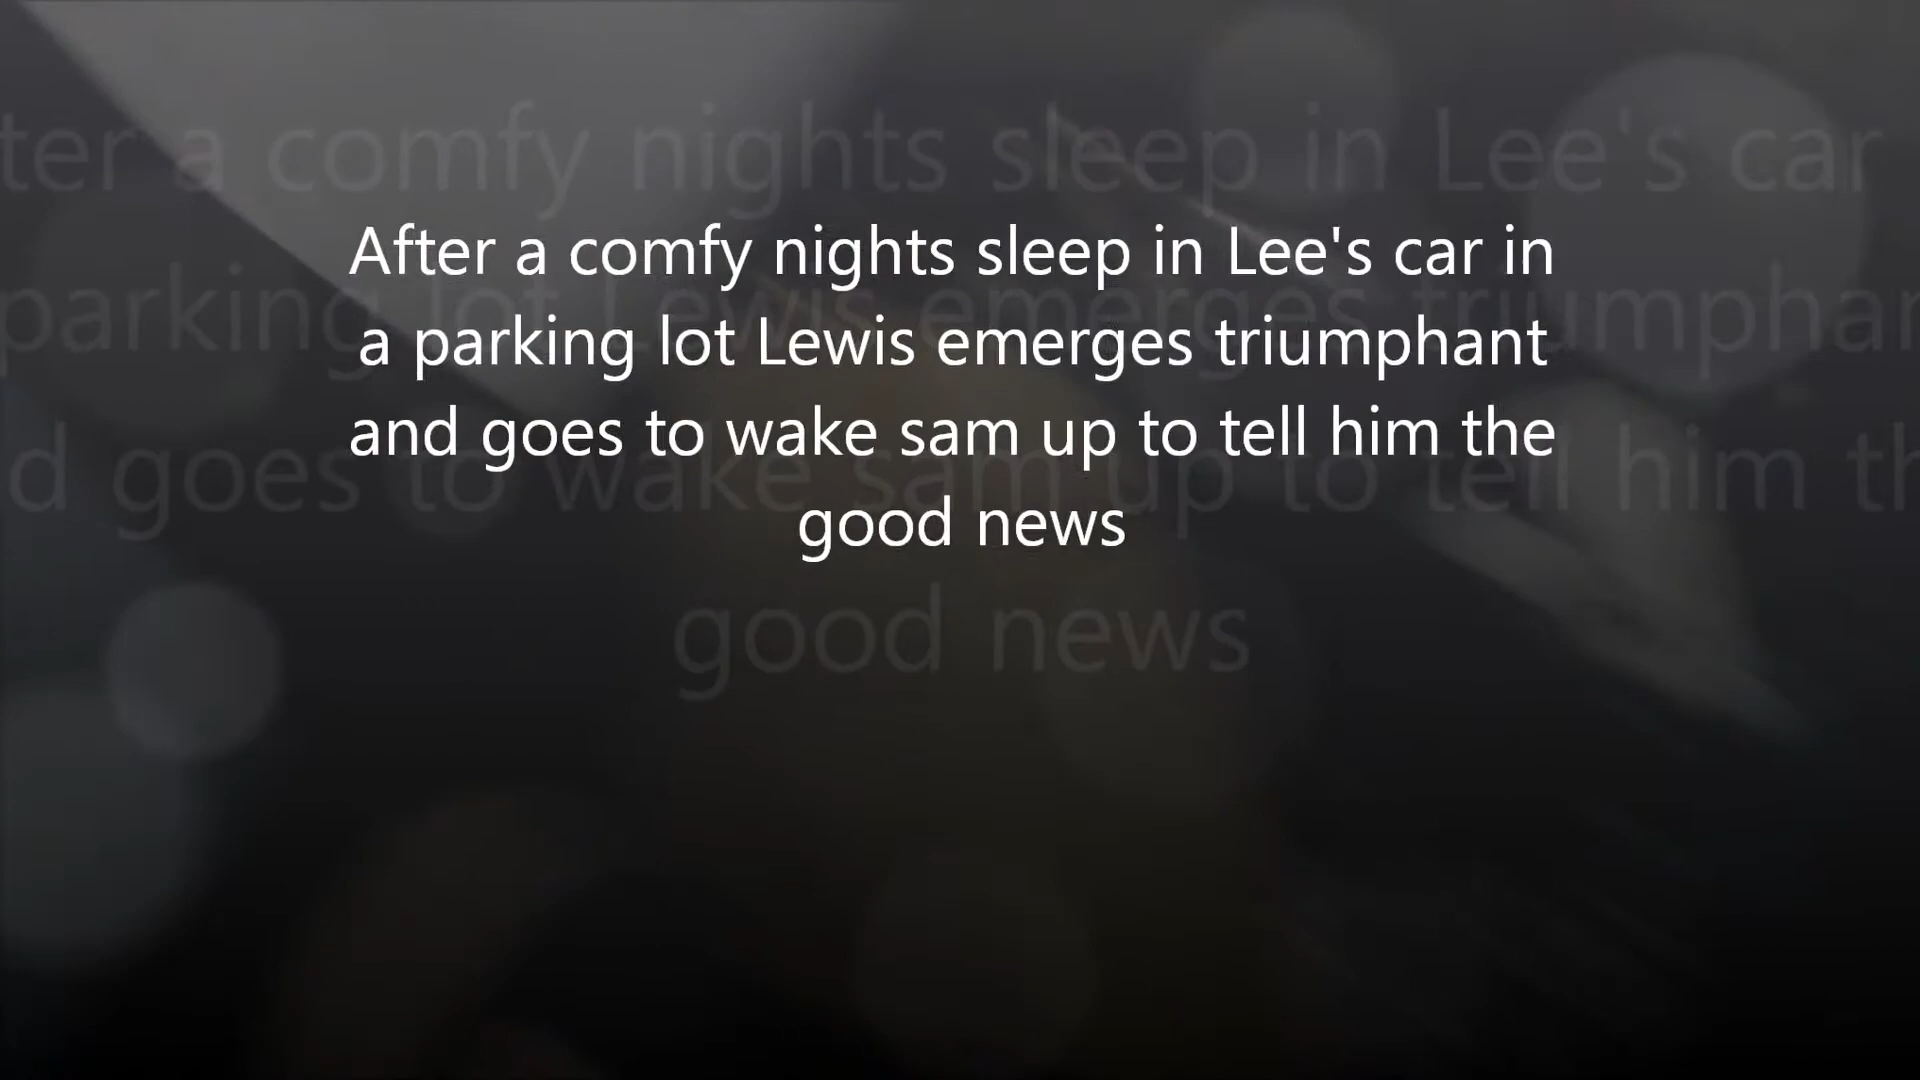 After a comfy nights sleep in Lee's car in
a parking lot Lewis emerges triumphant
and goes to wake sam up to tell him the
good news